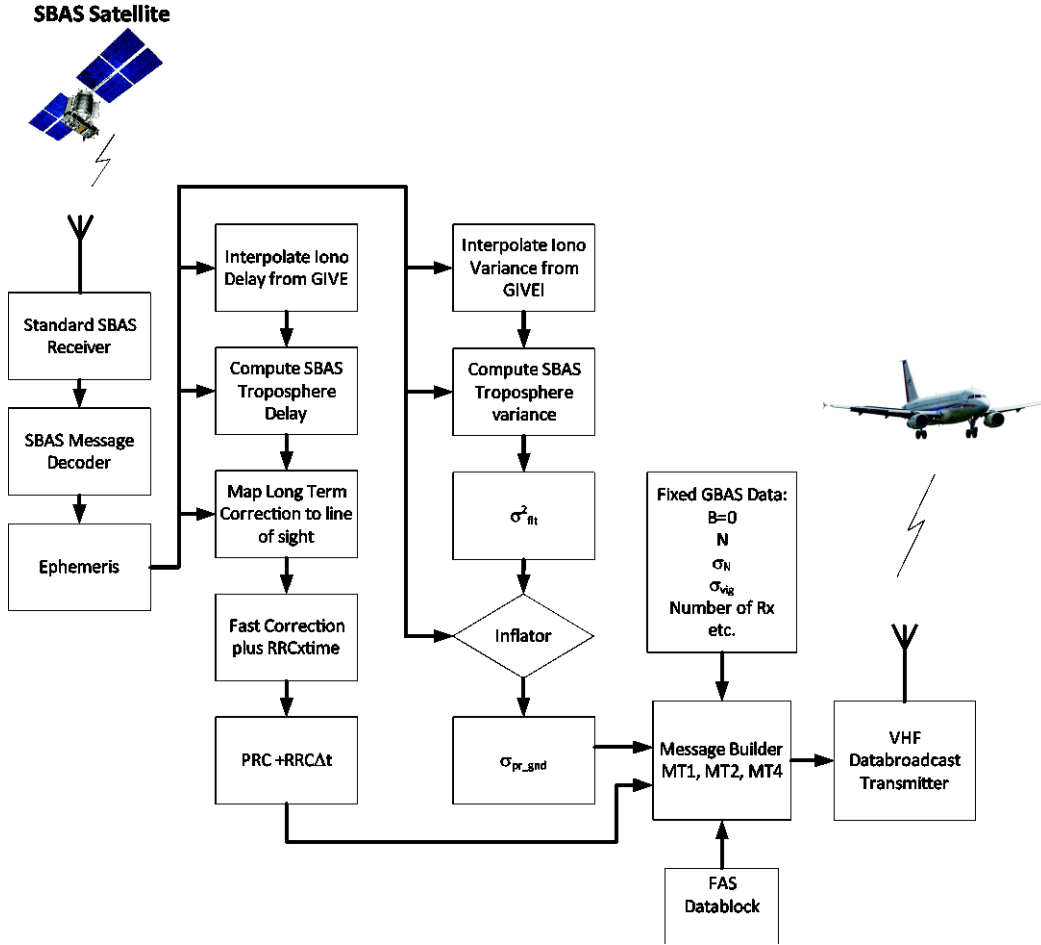 SBAS Satellite
Standard SBAS
Receiver
SBAS Message
Decoder
Ephemeris
Interpolate Iono
Delay from GIVE
Compute SBAS
Troposphere
Delay
Map Long Term
Correction to line
of sight
Fast Correction
plus RRCxtime
PRC +RRCΔt
Interpolate Iono
Variance from
GIVEI
Compute SBAS
Troposphere
variance
σ²flt
Inflator
σpr_gnd
Fixed GBAS Data:
B=0
N
σN
σvig
Number of Rx
etc.
Message Builder
MT1, MT2, MT4
FAS
Datablock
VHF
Databroadcast
Transmitter